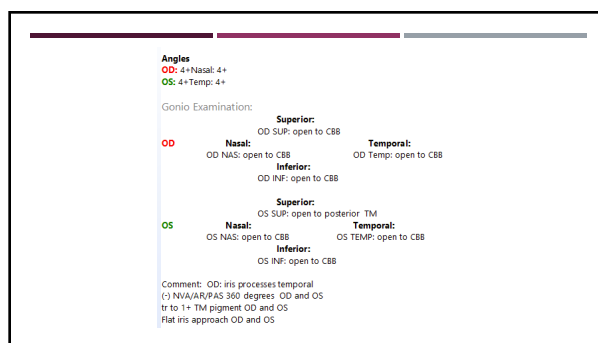 Angles
OD: 4+Nasal: 4+
OS: 4+Temp: 4+
Gonio Examination:
Superior:
OD SUP: open to CBB
OD Nasal: Temporal:
OD NAS: open to CBB OD Temp: open to CBB
Inferior:
OD INF: open to CBB
Superior:
OS SUP: open to posterior TM
OS Nasal: Temporal:
OS NAS: open to CBB OS TEMP: open to CBB
Inferior:
OS INF: open to CBB
Comment: OD: iris processes temporal
(-) NVA/AR/PAS 360 degrees OD and OS
tr to 1+ TM pigment OD and OS
Flat iris approach OD and OS